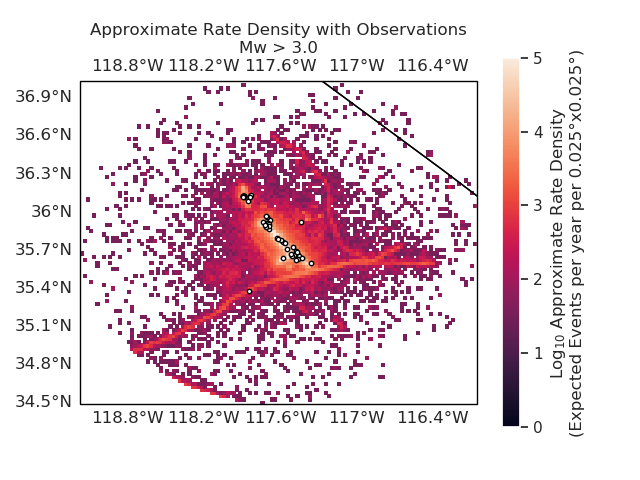 Approximate Rate Density with Observations
Mw > 3.0
118.8°W 118.2°W 117.6°W 117°W 116.4°W
36.9°N
36.6°N
36.3°N
36°N
35.7°N
35.4°N
35.1°N
34.8°N
34.5°N
118.8°W 118.2°W 117.6°W 117°W 116.4°W
5
4
3
2
1
0
Log₁₀ Approximate Rate Density
(Expected Events per year per 0.025°x0.025°)